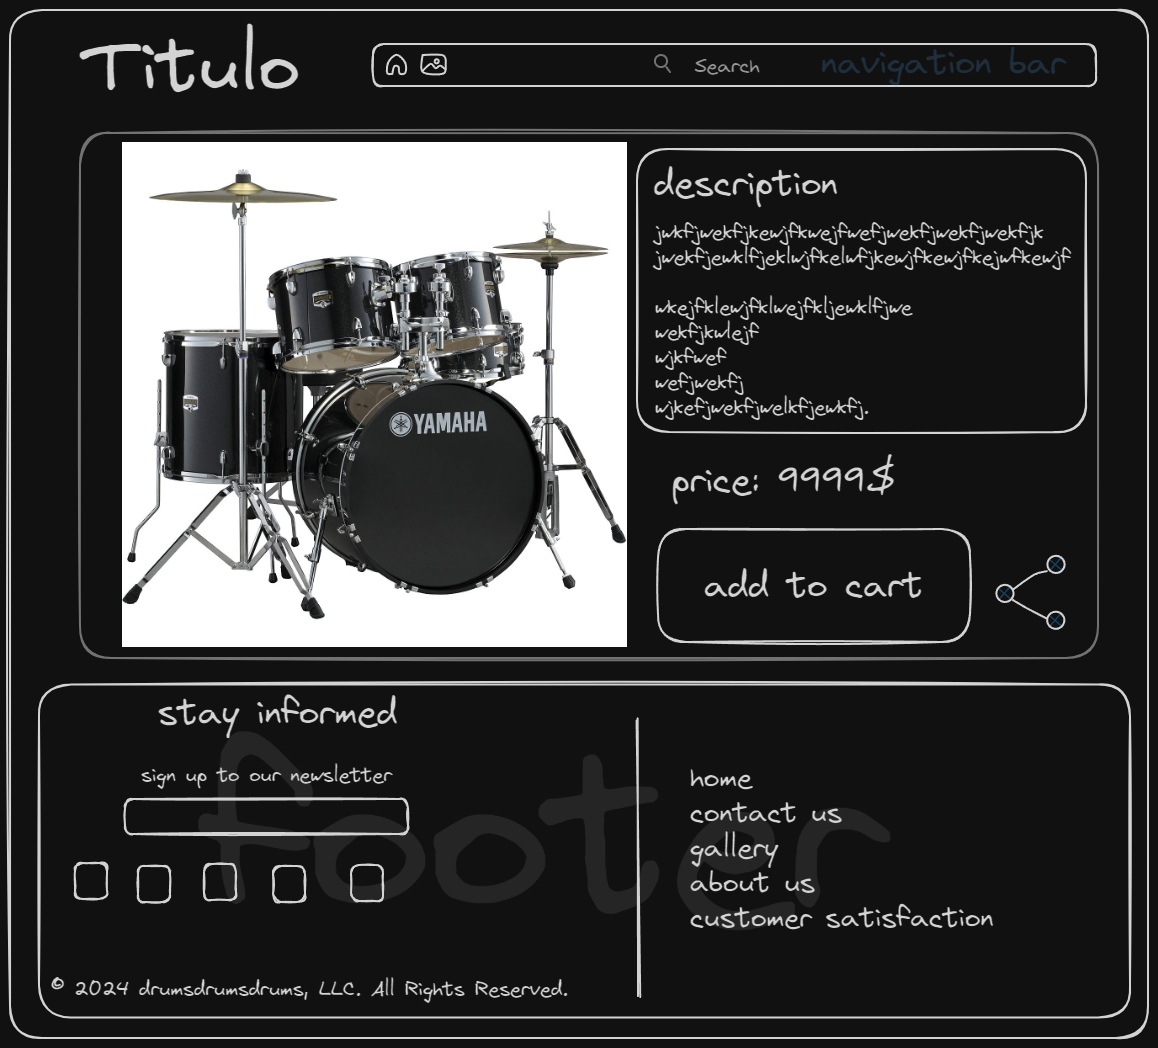 Titulo
Search
navigation bar
description
jwkfjwekfjkewjfkwejfwefjwekfjwekfjwekfjk
jwekfjewklfjeklwjfkelwfjkewjfkewjfkejwfkewjf
wkejfklewjfklwejfkljewklfjwe
wekfjkwlejf
wjkfwef
wefjwekfj
wjkefjwekfjwelkfjewkfj.
YAMAHA
price: 9999$
add to cart
stay informed
sign up to our newsletter
footer
home
contact us
gallery
about us
customer satisfaction
© 2024 drumsdrumsdrums, LLC. All Rights Reserved.